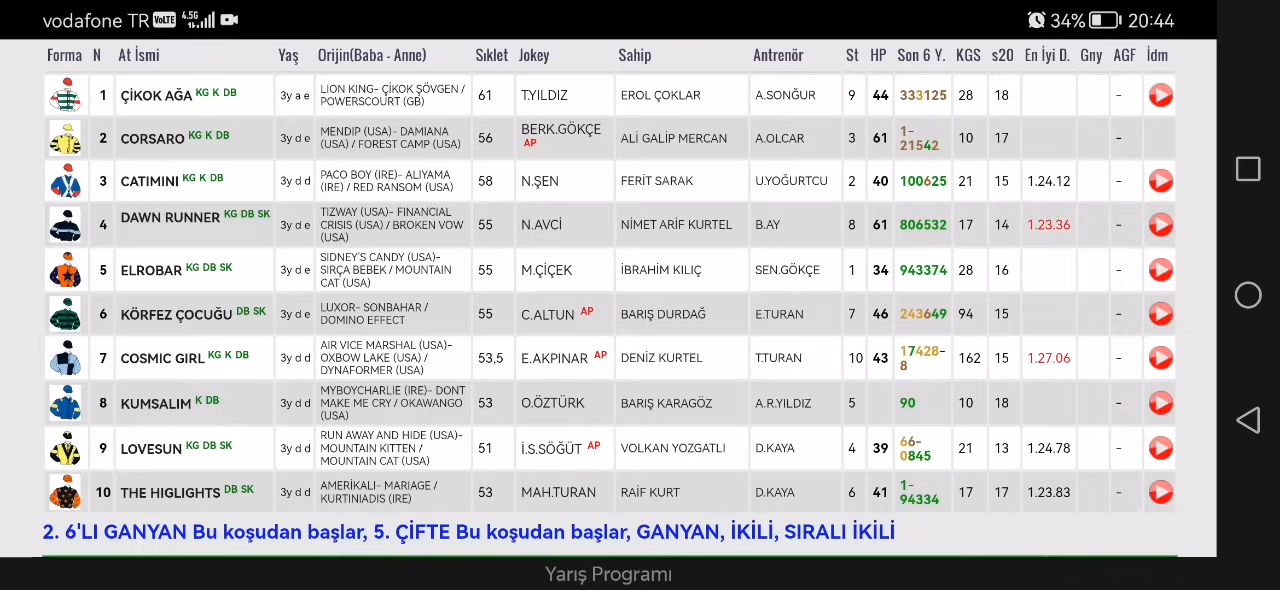 vodafone TR VoLTE 4.5G 34% 20:44
Forma N At İsmi Yaş Orijin(Baba - Anne) Sıklet Jokey Sahip Antrenör St HP Son 6 Y. KGS s20 En İyi D. Gny AGF İdm
1 ÇİKOK AĞA KG K DB 3y a e LION KING- ÇİKOK ŞÖVGEN / POWERSCOURT (GB) 61 T.YILDIZ EROL ÇOKLAR A.SONĞUR 9 44 333125 28 18 -
2 CORSARO KG K DB 3y d e MENDIP (USA)- DAMIANA (USA) / FOREST CAMP (USA) 56 BERK.GÖKÇE AP ALİ GALİP MERCAN A.OLCAR 3 61 1-21542 10 17 -
3 CATIMINI KG K DB 3y d d PACO BOY (IRE)- ALIYAMA (IRE) / RED RANSOM (USA) 58 N.ŞEN FERİT SARAK U.YOĞURTCU 2 40 100625 21 15 1.24.12 -
4 DAWN RUNNER KG DB SK 3y d e TIZWAY (USA)- FINANCIAL CRISIS (USA) / BROKEN VOW (USA) 55 N.AVCİ NİMET ARİF KURTEL B.AY 8 61 806532 17 14 1.23.36 -
5 ELROBAR KG DB SK 3y d e SIDNEY'S CANDY (USA)- SIRÇA BEBEK / MOUNTAIN CAT (USA) 55 M.ÇİÇEK İBRAHİM KILIÇ SEN.GÖKÇE 1 34 943374 28 16 -
6 KÖRFEZ ÇOCUĞU DB SK 3y d e LUXOR- SONBAHAR / DOMINO EFFECT 55 C.ALTUN AP BARIŞ DURDAĞ E.TURAN 7 46 243649 94 15 -
7 COSMIC GIRL KG K DB 3y d d AIR VICE MARSHAL (USA)- OXBOW LAKE (USA) / DYNAFORMER (USA) 53,5 E.AKPINAR AP DENİZ KURTEL T.TURAN 10 43 17428-8 162 15 1.27.06 -
8 KUMSALIM K DB 3y d d MYBOYCHARLIE (IRE)- DONT MAKE ME CRY / OKAWANGO (USA) 53 O.ÖZTÜRK BARIŞ KARAGÖZ A.R.YILDIZ 5 90 10 18 -
9 LOVESUN KG DB SK 3y d d RUN AWAY AND HIDE (USA)- MOUNTAIN KITTEN / MOUNTAIN CAT (USA) 51 İ.S.SÖĞÜT AP VOLKAN YOZGATLI D.KAYA 4 39 66-0845 21 13 1.24.78 -
10 THE HIGLIGHTS DB SK 3y d d AMERİKALI- MARIAGE / KURTINIADIS (IRE) 53 MAH.TURAN RAİF KURT D.KAYA 6 41 1-94334 17 17 1.23.83 -
2. 6'LI GANYAN Bu koşudan başlar, 5. ÇİFTE Bu koşudan başlar, GANYAN, İKİLİ, SIRALI İKİLİ
Yarış Programı